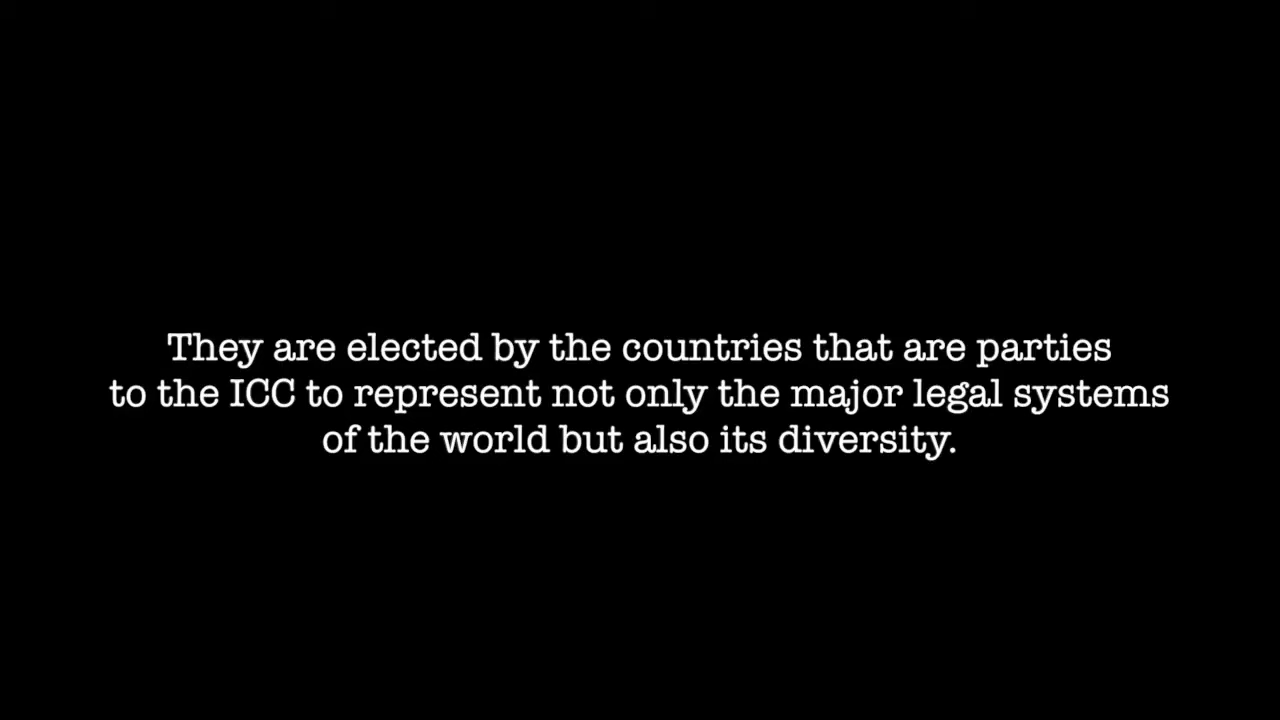 They are elected by the countries that are parties
to the ICC to represent not only the major legal systems
of the world but also its diversity.